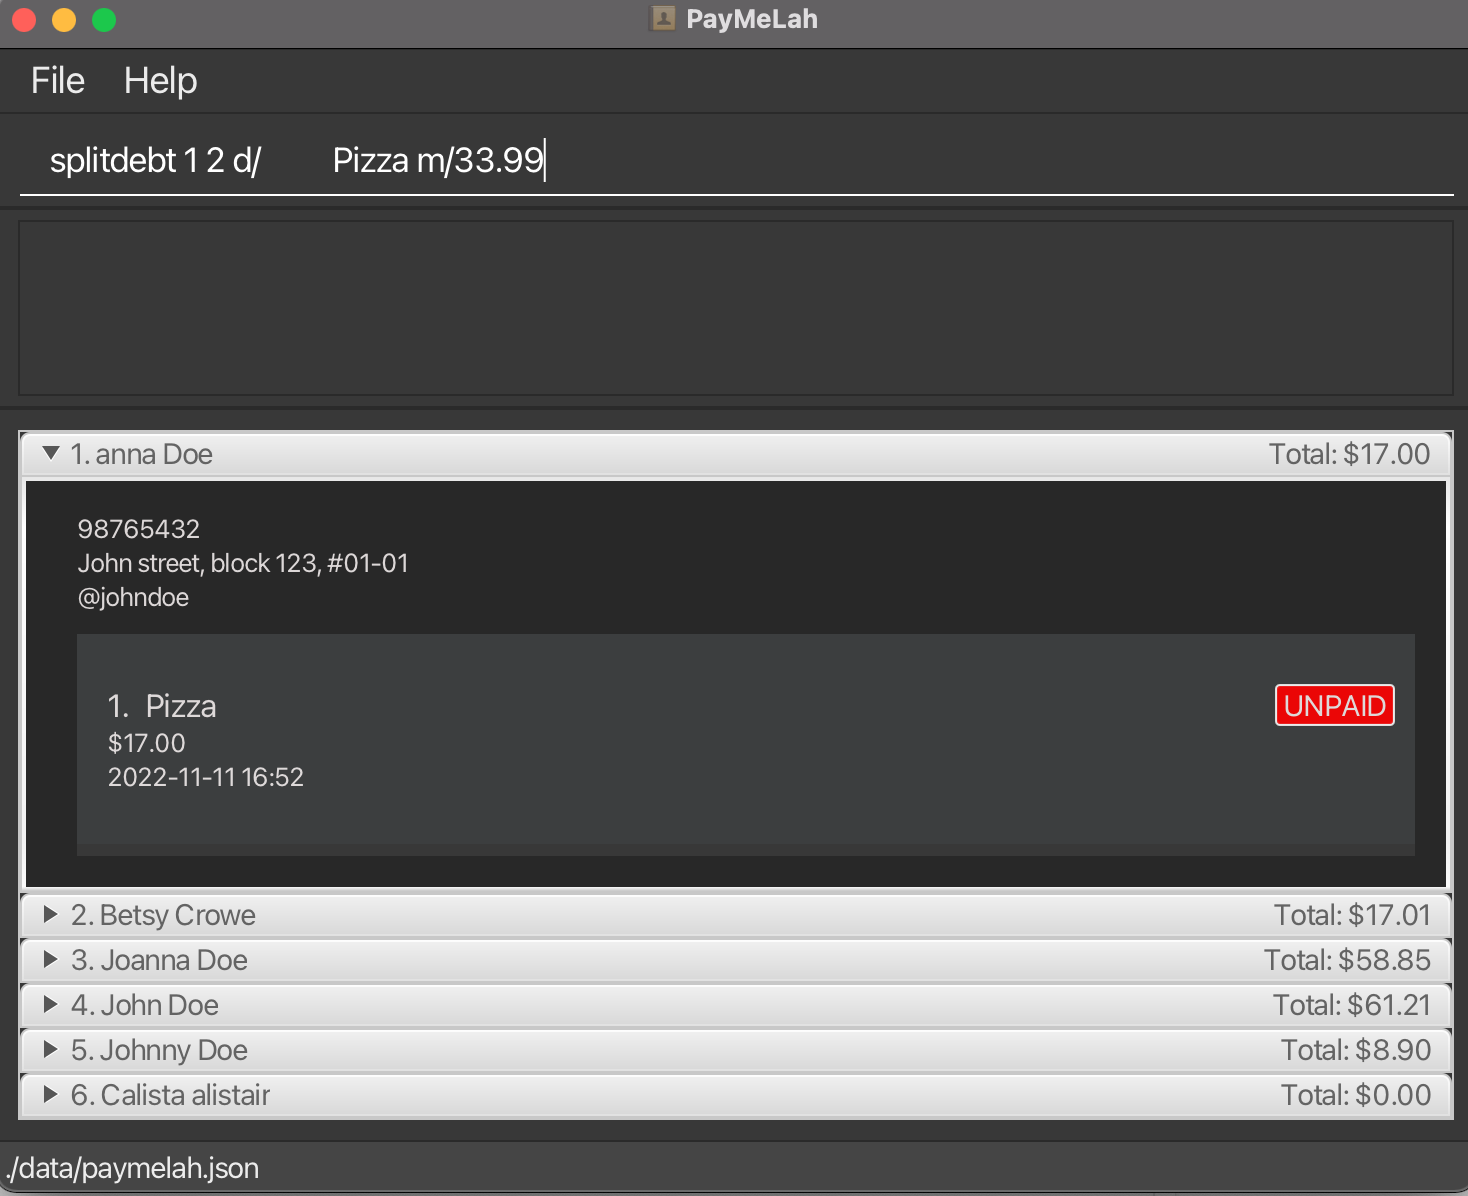 PayMeLah
File Help
splitdebt 1 2 d/ Pizza m/33.99
1. anna Doe Total: $17.00
98765432
John street, block 123, #01-01
@johndoe
1. Pizza UNPAID
$17.00
2022-11-11 16:52
2. Betsy Crowe Total: $17.01
3. Joanna Doe Total: $58.85
4. John Doe Total: $61.21
5. Johnny Doe Total: $8.90
6. Calista alistair Total: $0.00
./data/paymelah.json